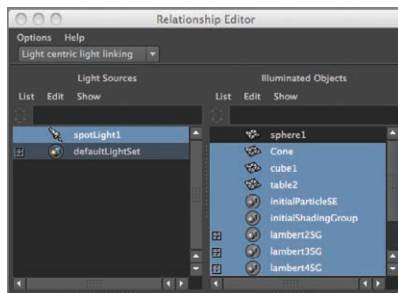 Relationship Editor
Options Help
Light centric light linking
Light Sources
List Edit Show
spotLight1
defaultLightSet
Illuminated Objects
List Edit Show
sphere1
Cone
cube1
table2
initialParticleSE
initialShadingGroup
lambert2SG
lambert3SG
lambert4SG